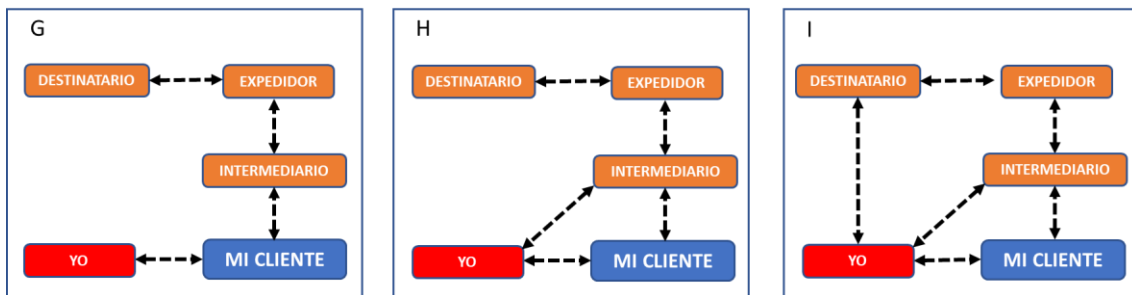 G
DESTINATARIO
EXPEDIDOR
INTERMEDIARIO
YO
MI CLIENTE
H
DESTINATARIO
EXPEDIDOR
INTERMEDIARIO
YO
MI CLIENTE
I
DESTINATARIO
EXPEDIDOR
INTERMEDIARIO
YO
MI CLIENTE